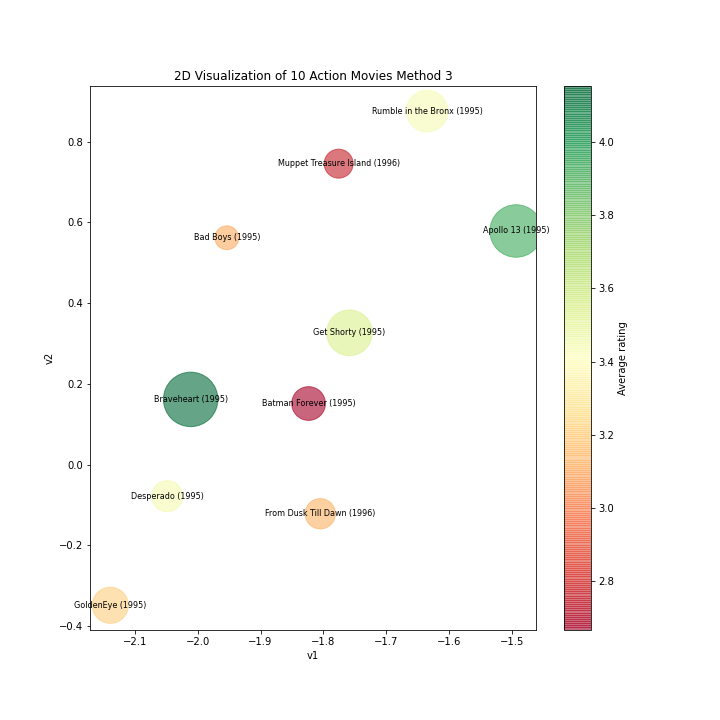 2D Visualization of 10 Action Movies Method 3
Rumble in the Bronx (1995)
Muppet Treasure Island (1996)
Apollo 13 (1995)
Bad Boys (1995)
Get Shorty (1995)
Braveheart (1995)
Batman Forever (1995)
Desperado (1995)
From Dusk Till Dawn (1996)
GoldenEye (1995)
0.8
0.6
0.4
0.2
0.0
−0.2
−0.4
v2
−2.1
−2.0
−1.9
−1.8
−1.7
−1.6
−1.5
v1
4.0
3.8
3.6
3.4
3.2
3.0
2.8
Average rating